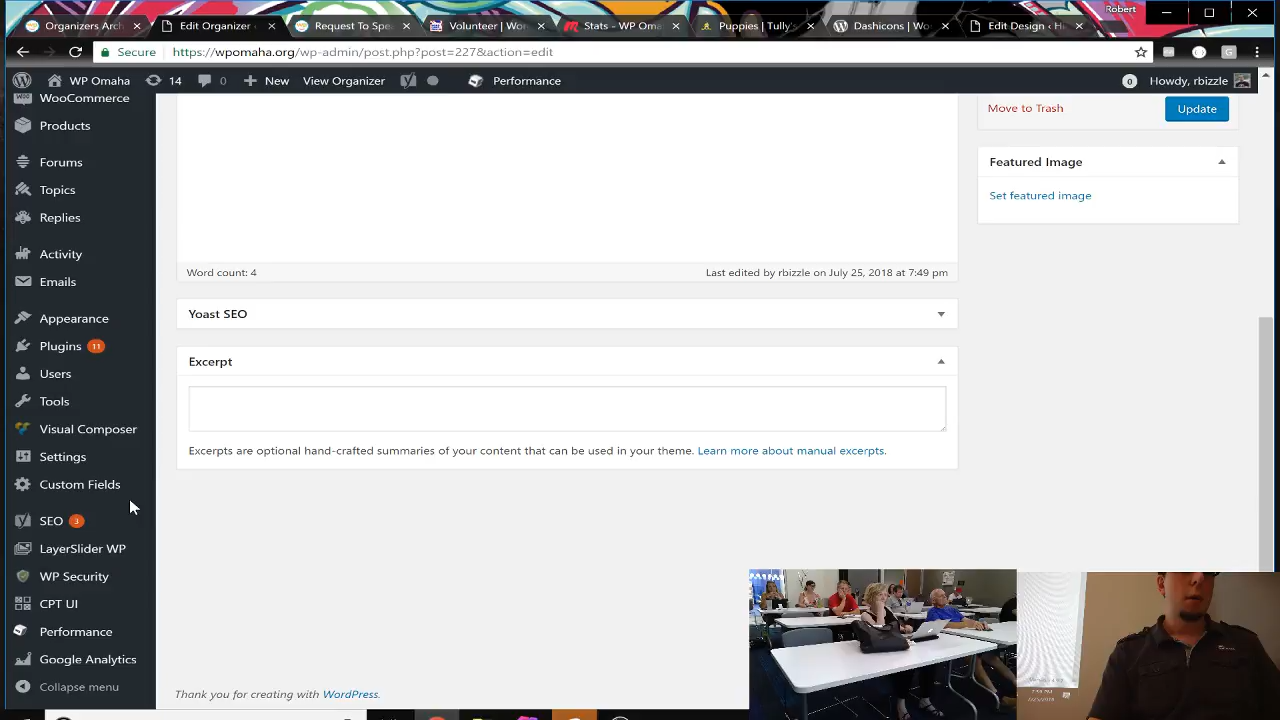 Robert
Organizers Arch
Edit Organizer
Request To Spe
Volunteer | Wor
Stats - WP Oma
Puppies | Tully'
Dashicons | Wo
Edit Design ‹ H
Secure
https://wpomaha.org/wp-admin/post.php?post=227&action=edit
WP Omaha
14
0
New
View Organizer
Performance
0
Howdy, rbizzle
WooCommerce
Products
Forums
Topics
Replies
Activity
Emails
Appearance
Plugins 11
Users
Tools
Visual Composer
Settings
Custom Fields
SEO 3
LayerSlider WP
WP Security
CPT UI
Performance
Google Analytics
Collapse menu
Word count: 4
Last edited by rbizzle on July 25, 2018 at 7:49 pm
Yoast SEO
Excerpt
Excerpts are optional hand-crafted summaries of your content that can be used in your theme. Learn more about manual excerpts.
Thank you for creating with WordPress.
Move to Trash
Update
Featured Image
Set featured image